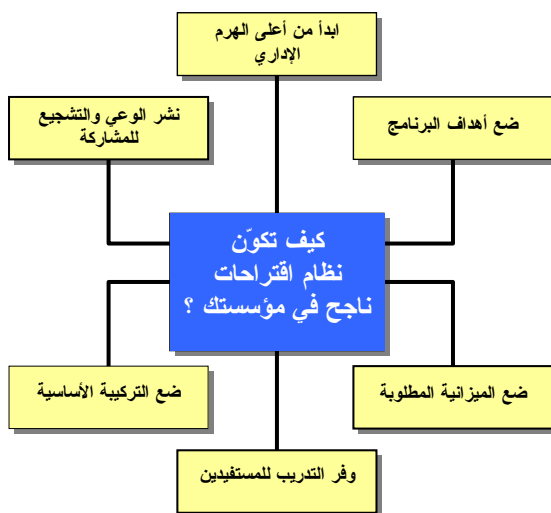 ابدأ من أعلى الهرم
الإداري
ضع أهداف البرنامج
نشر الوعي والتشجيع
للمشاركة
كيف تكوّن
نظام اقتراحات
ناجح في مؤسستك ؟
ضع الميزانية المطلوبة
ضع التركيبة الأساسية
وفر التدريب للمستفيدين